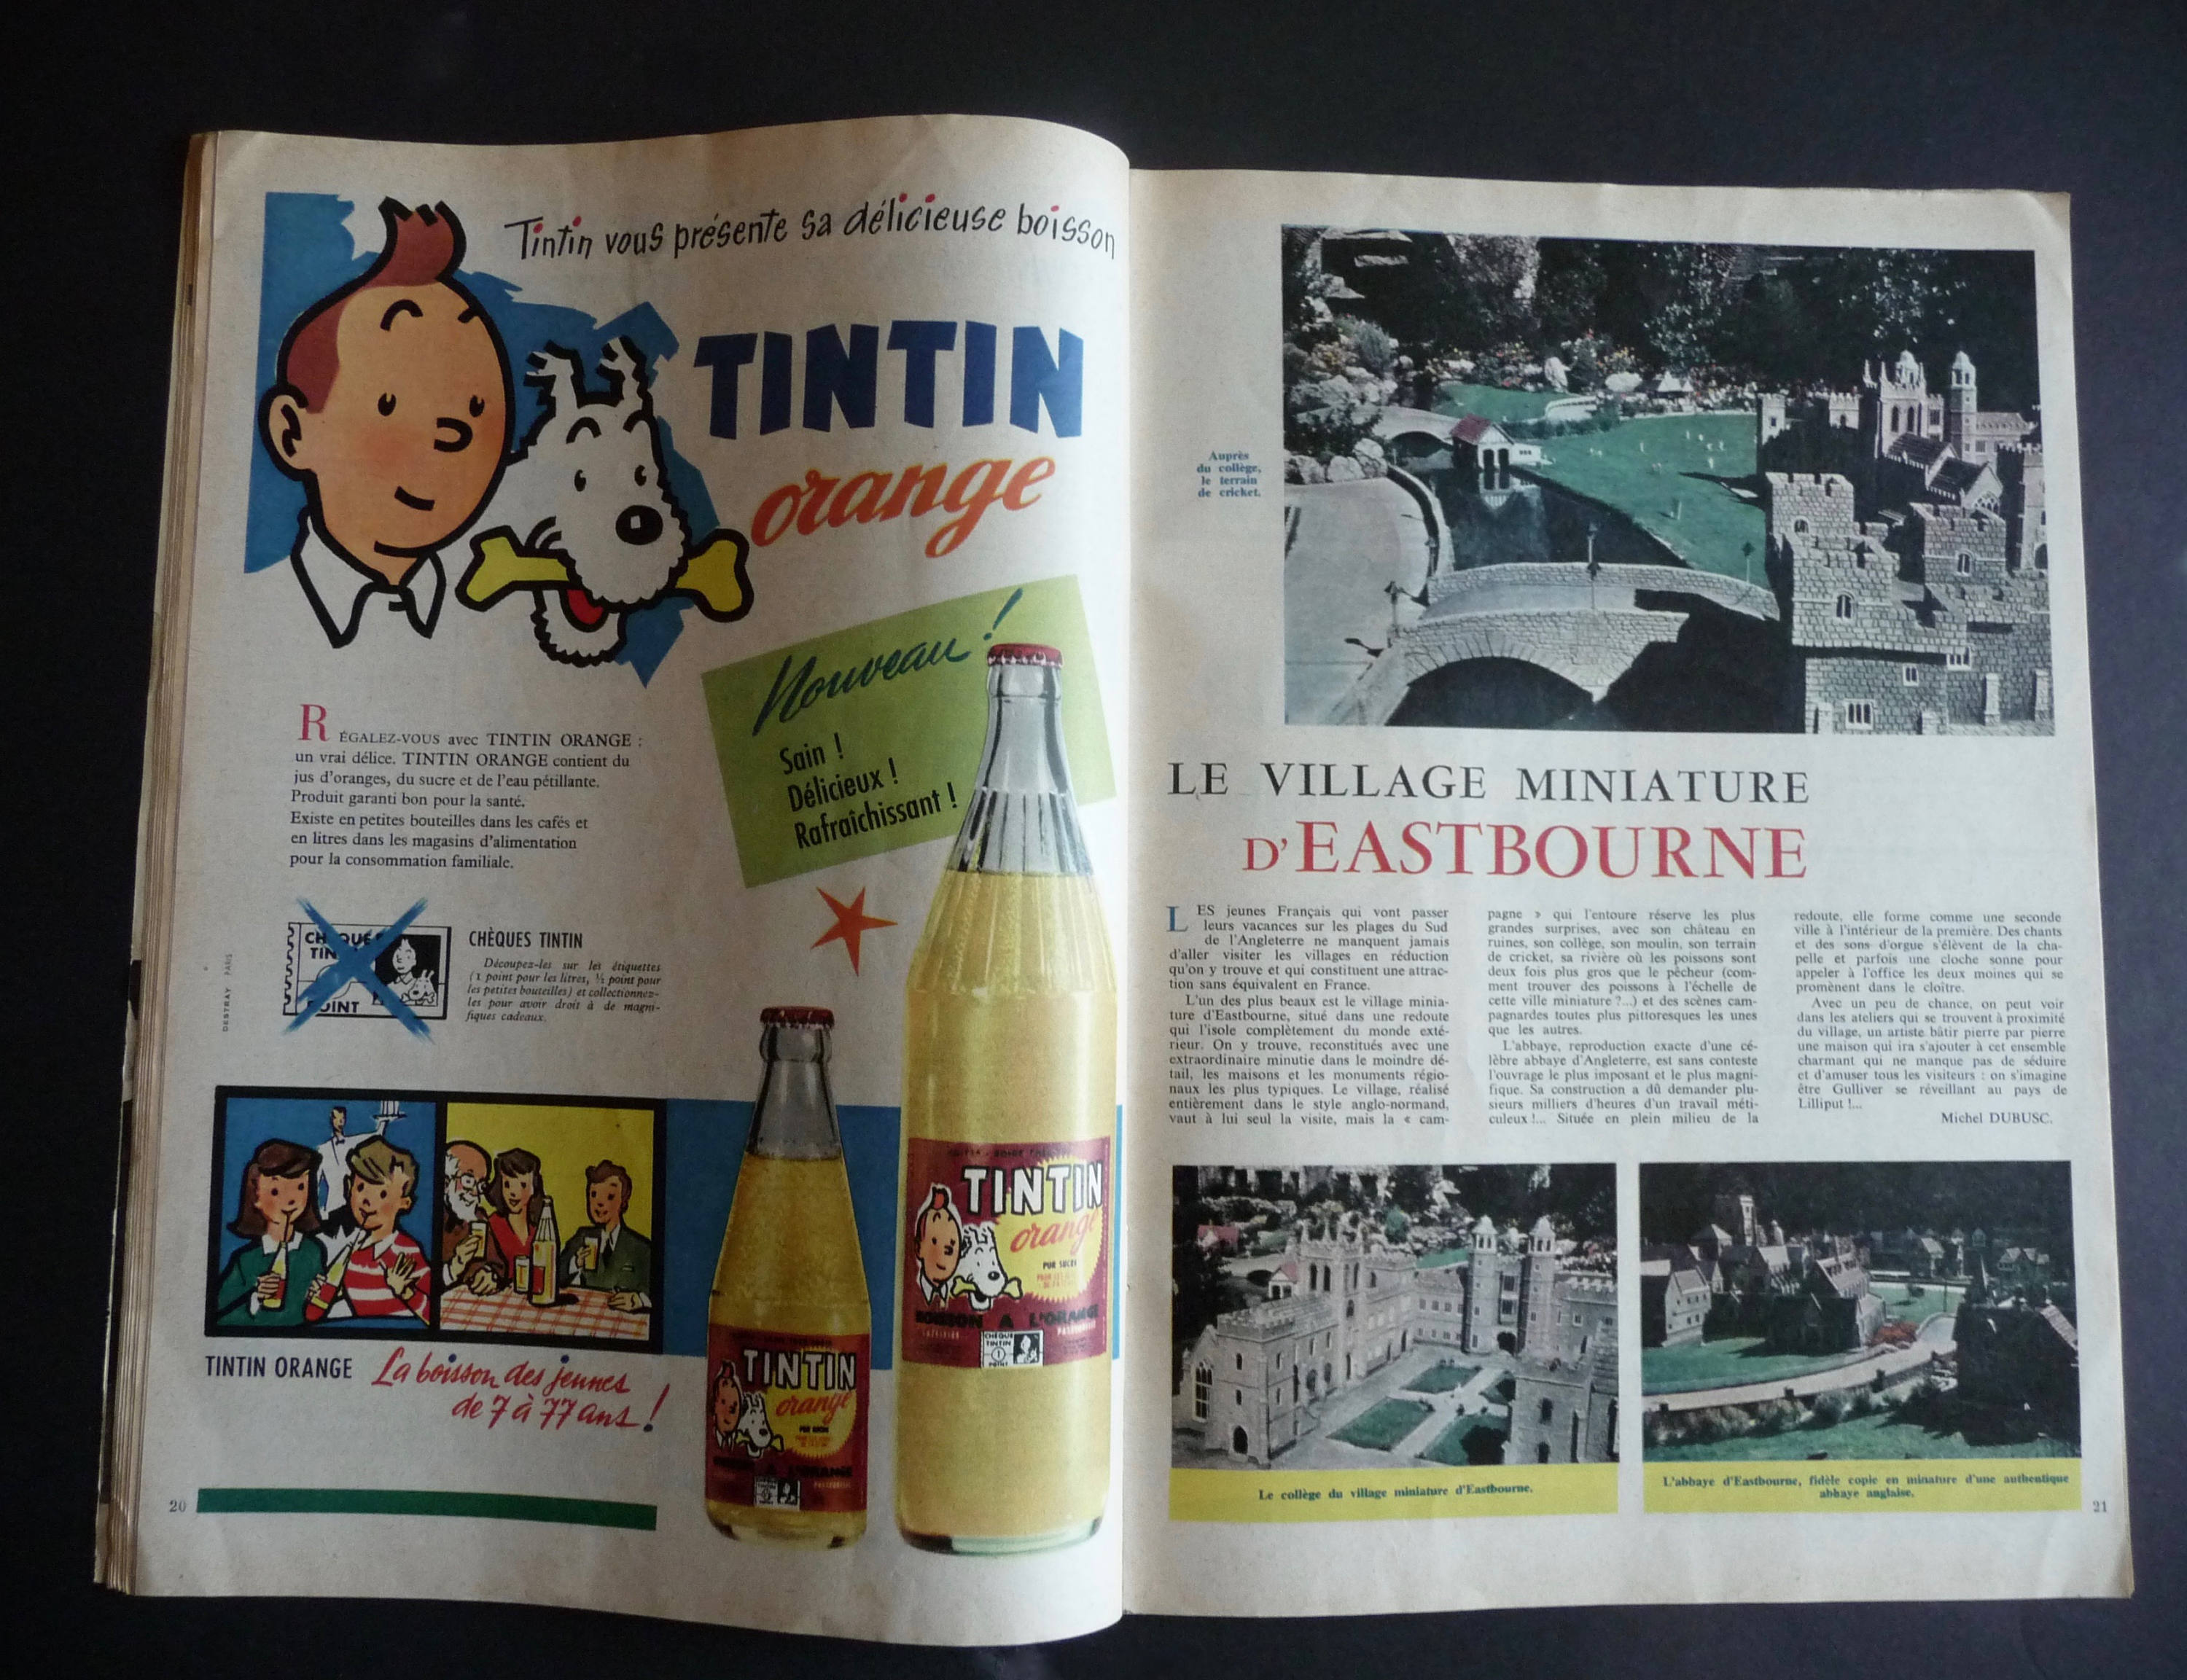 Tintin vous présente sa délicieuse boisson
TINTIN
orange
Nouveau !
Sain !
Délicieux !
Rafraîchissant !
RÉGALEZ-VOUS avec TINTIN ORANGE :
un vrai délice. TINTIN ORANGE contient du
jus d'oranges, du sucre et de l'eau pétillante.
Produit garanti bon pour la santé.
Existe en petites bouteilles dans les cafés et
en litres dans les magasins d'alimentation
pour la consommation familiale.
CHÈQUE
TIN
POINT
CHÈQUES TINTIN
Découpez-les sur les étiquettes
(1 point pour les litres, ½ point pour
les petites bouteilles) et collectionnez-
les pour avoir droit à de magni-
fiques cadeaux.
DESTRAY PARIS
TINTIN ORANGE La boisson des jeunes
de 7 à 77 ans !
TINTIN
orange
PUR SUCRE
BOISSON A L'ORANGE
CHÈQUE
TINTIN
1
POINT
TINTIN
orange
PUR SUCRE
20
Auprès
du collège,
le terrain
de cricket.
LE VILLAGE MINIATURE
D'EASTBOURNE
LES jeunes Français qui vont passer
leurs vacances sur les plages du Sud
de l'Angleterre ne manquent jamais
d'aller visiter les villages en réduction
qu'on y trouve et qui constituent une attrac-
tion sans équivalent en France.
L'un des plus beaux est le village minia-
ture d'Eastbourne, situé dans une redoute
qui l'isole complètement du monde exté-
rieur. On y trouve, reconstitués avec une
extraordinaire minutie dans le moindre dé-
tail, les maisons et les monuments régio-
naux les plus typiques. Le village, réalisé
entièrement dans le style anglo-normand,
vaut à lui seul la visite, mais la « cam-
pagne » qui l'entoure réserve les plus
grandes surprises, avec son château en
ruines, son collège, son moulin, son terrain
de cricket, sa rivière où les poissons sont
deux fois plus gros que le pêcheur (com-
ment trouver des poissons à l'échelle de
cette ville miniature ?...) et des scènes cam-
pagnardes toutes plus pittoresques les unes
que les autres.
L'abbaye, reproduction exacte d'une cé-
lèbre abbaye d'Angleterre, est sans conteste
l'ouvrage le plus imposant et le plus magni-
fique. Sa construction a dû demander plu-
sieurs milliers d'heures d'un travail méti-
culeux !... Située en plein milieu de la
redoute, elle forme comme une seconde
ville à l'intérieur de la première. Des chants
et des sons d'orgue s'élèvent de la cha-
pelle et parfois une cloche sonne pour
appeler à l'office les deux moines qui se
promènent dans le cloître.
Avec un peu de chance, on peut voir
dans les ateliers qui se trouvent à proximité
du village, un artiste bâtir pierre par pierre
une maison qui ira s'ajouter à cet ensemble
charmant qui ne manque pas de séduire
et d'amuser tous les visiteurs : on s'imagine
être Gulliver se réveillant au pays de
Lilliput !...
Michel DUBUSC.
Le collège du village miniature d'Eastbourne.
L'abbaye d'Eastbourne, fidèle copie en minature d'une authentique
abbaye anglaise.
21